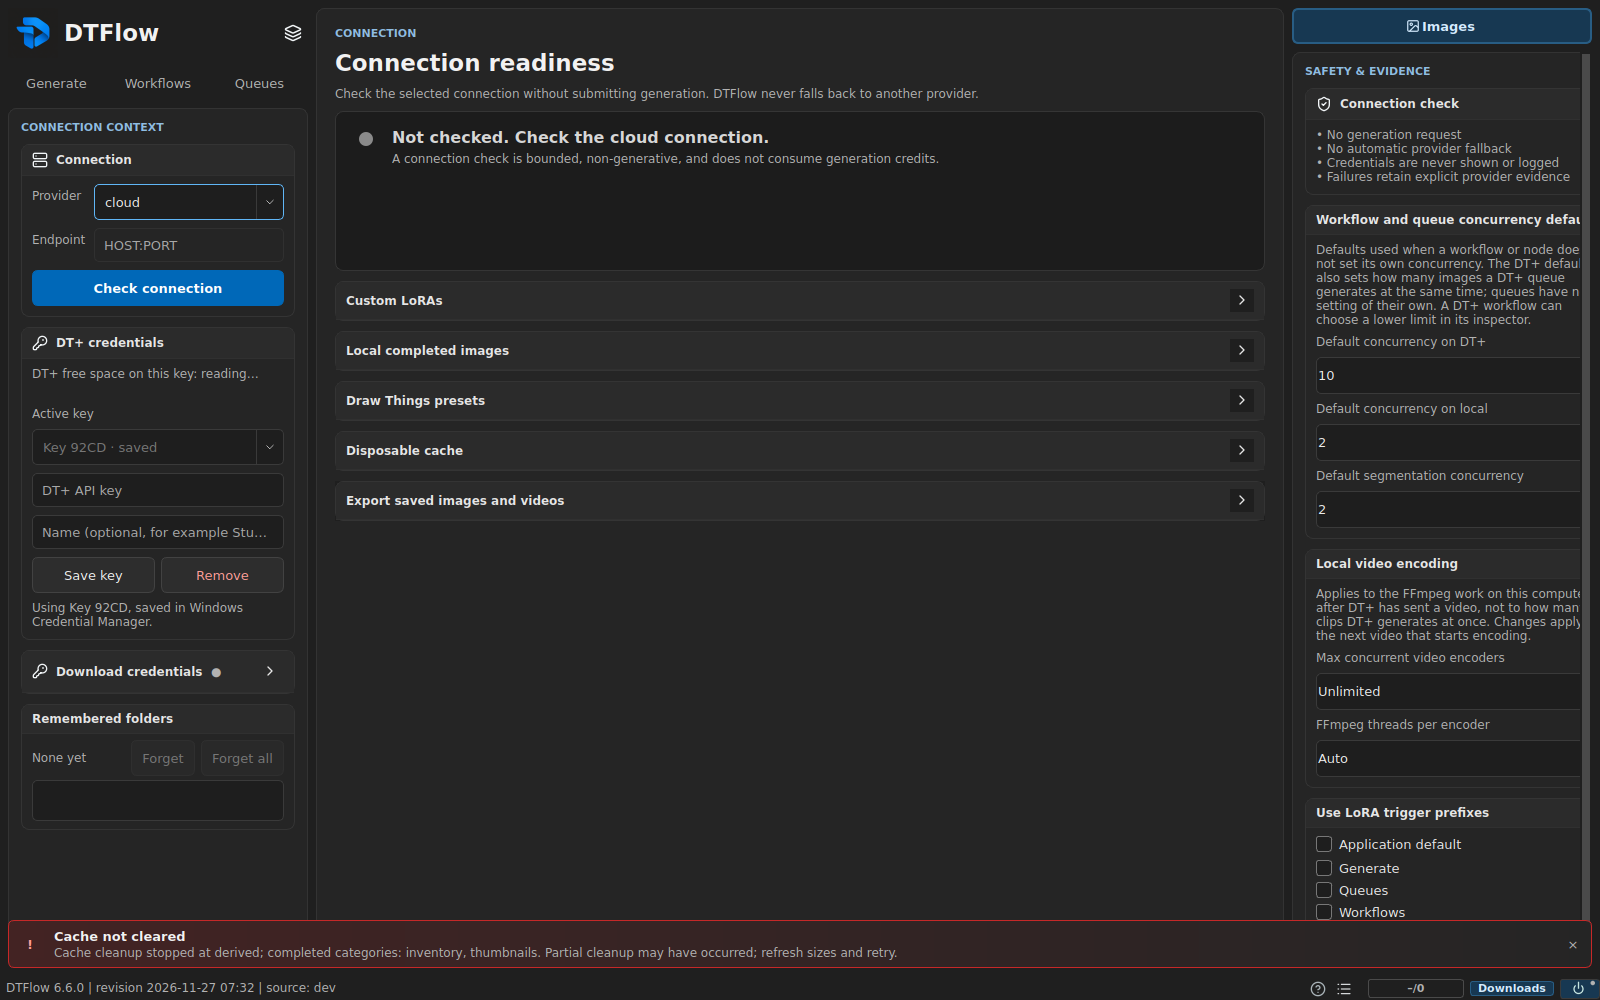 DTFlow
Generate
Workflows
Queues
CONNECTION CONTEXT
Connection
Provider
cloud
Endpoint
HOST:PORT
Check connection
DT+ credentials
DT+ free space on this key: reading...
Active key
Key 92CD · saved
DT+ API key
Name (optional, for example Stu...
Save key
Remove
Using Key 92CD, saved in Windows
Credential Manager.
Download credentials
Remembered folders
None yet
Forget
Forget all
CONNECTION
Connection readiness
Check the selected connection without submitting generation. DTFlow never falls back to another provider.
Not checked. Check the cloud connection.
A connection check is bounded, non-generative, and does not consume generation credits.
Custom LoRAs
Local completed images
Draw Things presets
Disposable cache
Export saved images and videos
Images
SAFETY & EVIDENCE
Connection check
• No generation request
• No automatic provider fallback
• Credentials are never shown or logged
• Failures retain explicit provider evidence
Workflow and queue concurrency defau
Defaults used when a workflow or node doe
not set its own concurrency. The DT+ defaul
also sets how many images a DT+ queue
generates at the same time; queues have n
setting of their own. A DT+ workflow can
choose a lower limit in its inspector.
Default concurrency on DT+
10
Default concurrency on local
2
Default segmentation concurrency
2
Local video encoding
Applies to the FFmpeg work on this compute
after DT+ has sent a video, not to how man
clips DT+ generates at once. Changes apply
the next video that starts encoding.
Max concurrent video encoders
Unlimited
FFmpeg threads per encoder
Auto
Use LoRA trigger prefixes
Application default
Generate
Queues
Workflows
!
Cache not cleared
Cache cleanup stopped at derived; completed categories: inventory, thumbnails. Partial cleanup may have occurred; refresh sizes and retry.
DTFlow 6.6.0 | revision 2026-11-27 07:32 | source: dev
–/0
Downloads